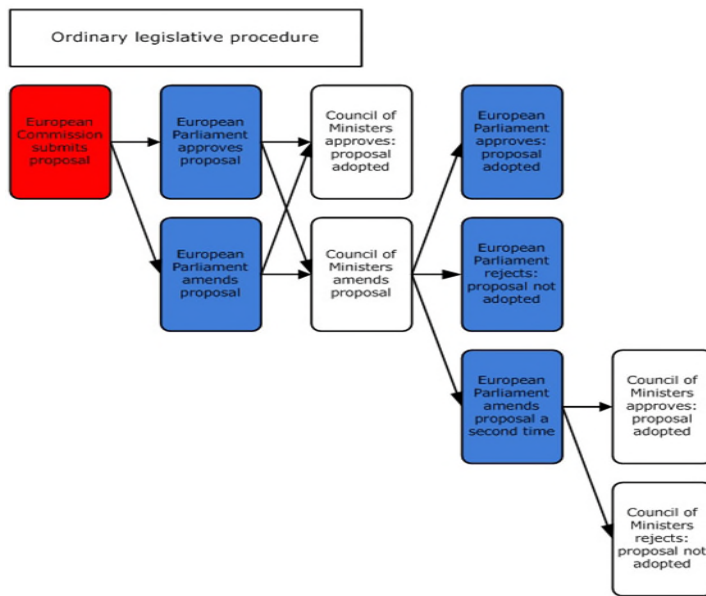 Ordinary legislative procedure
European
Commission
submits
proposal
European
Parliament
approves
proposal
Council of
Ministers
approves:
proposal
adopted
European
Parliament
approves:
proposal
adopted
European
Parliament
amends
proposal
Council of
Ministers
amends
proposal
European
Parliament
rejects:
proposal not
adopted
European
Parliament
amends
proposal a
second time
Council of
Ministers
approves:
proposal
adopted
Council of
Ministers
rejects:
proposal not
adopted